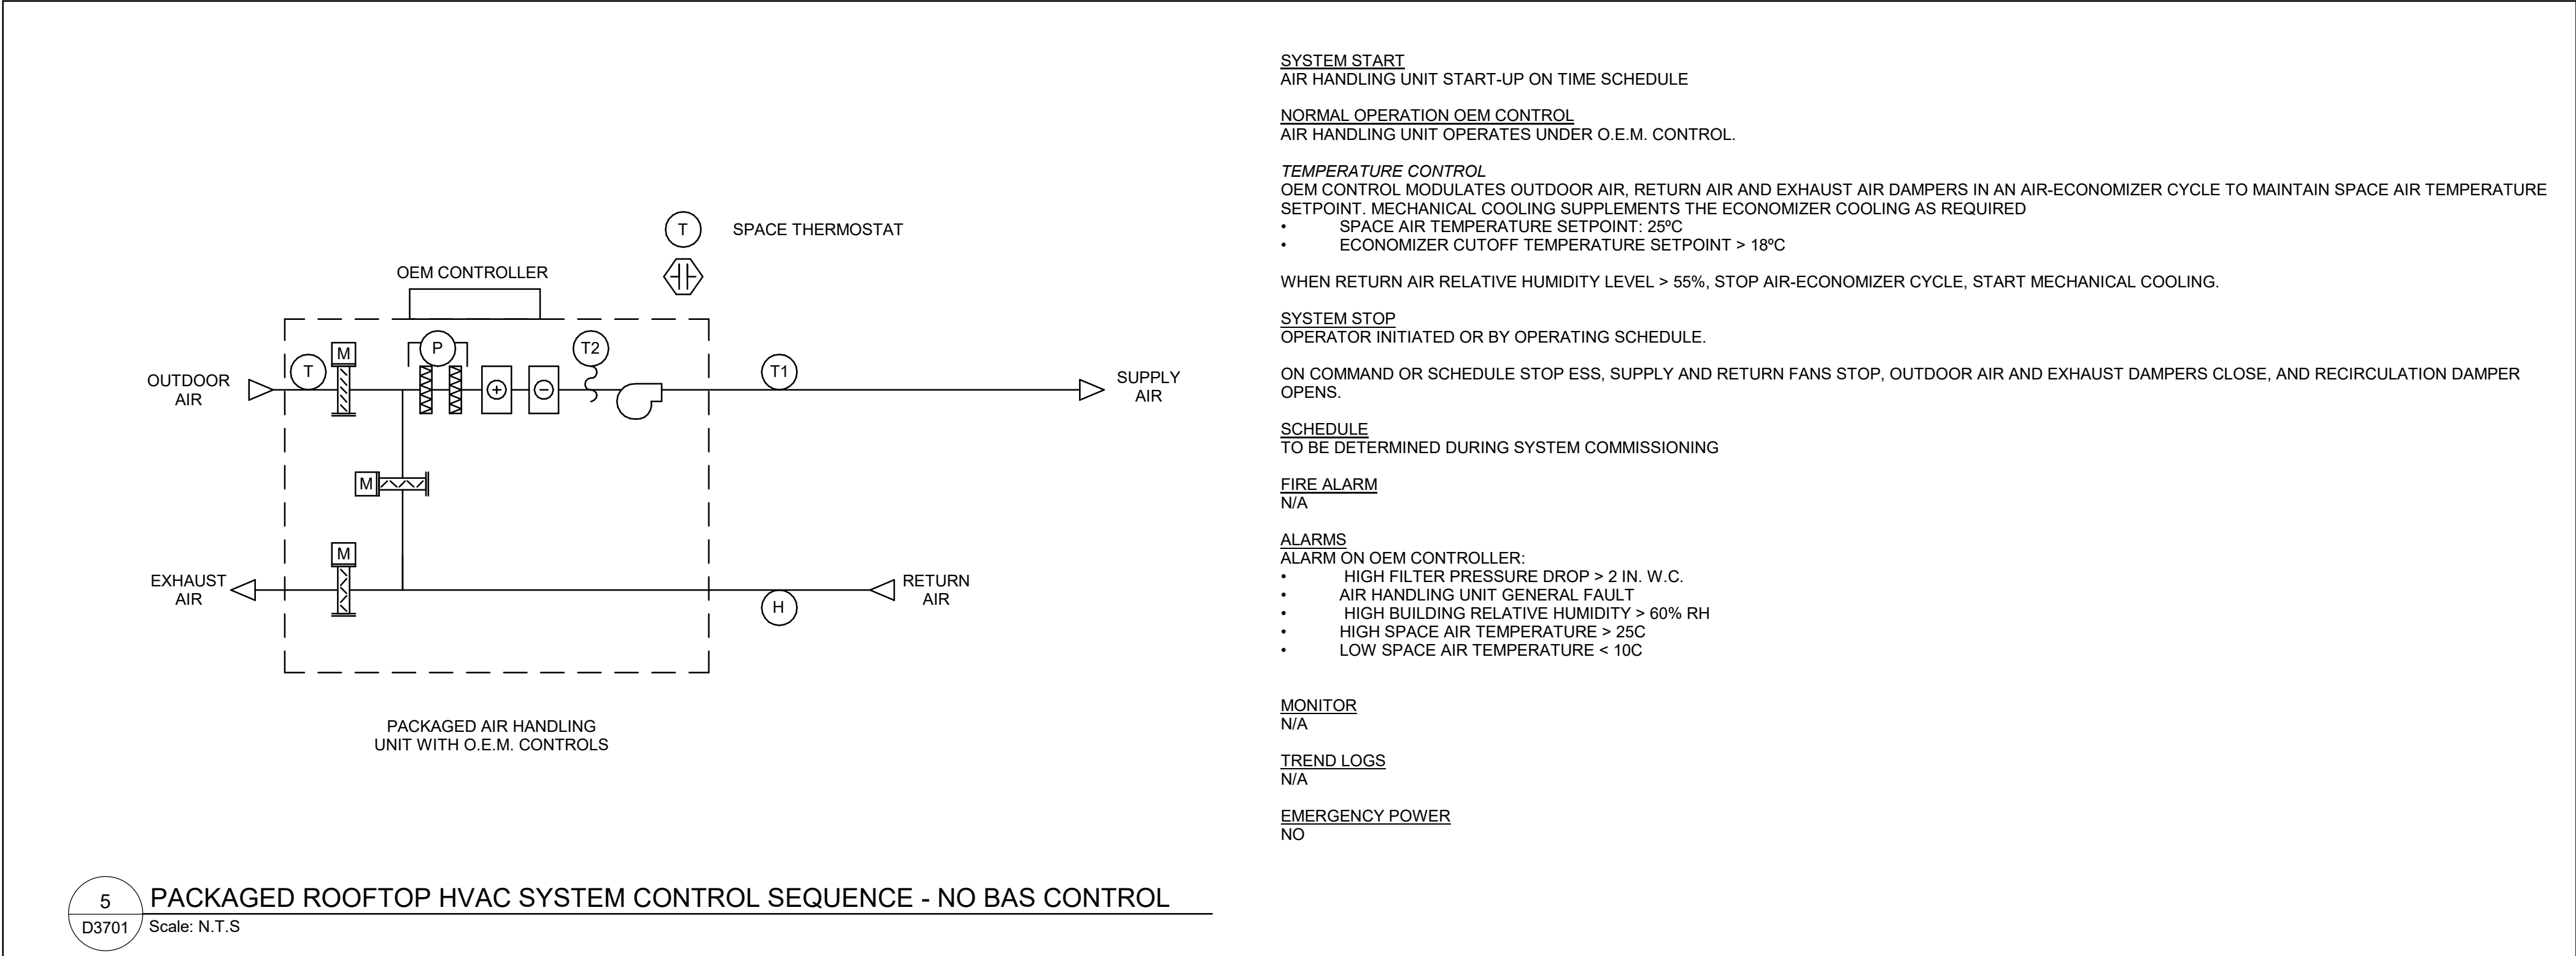 SPACE THERMOSTAT
T
OEM CONTROLLER
M
P
T2
T
T1
OUTDOOR
AIR
+
−
SUPPLY
AIR
M
M
EXHAUST
AIR
RETURN
AIR
H
PACKAGED AIR HANDLING
UNIT WITH O.E.M. CONTROLS
5
D3701
PACKAGED ROOFTOP HVAC SYSTEM CONTROL SEQUENCE - NO BAS CONTROL
Scale: N.T.S
SYSTEM START
AIR HANDLING UNIT START-UP ON TIME SCHEDULE
NORMAL OPERATION OEM CONTROL
AIR HANDLING UNIT OPERATES UNDER O.E.M. CONTROL.
TEMPERATURE CONTROL
OEM CONTROL MODULATES OUTDOOR AIR, RETURN AIR AND EXHAUST AIR DAMPERS IN AN AIR-ECONOMIZER CYCLE TO MAINTAIN SPACE AIR TEMPERATURE
SETPOINT. MECHANICAL COOLING SUPPLEMENTS THE ECONOMIZER COOLING AS REQUIRED
• SPACE AIR TEMPERATURE SETPOINT: 25ºC
• ECONOMIZER CUTOFF TEMPERATURE SETPOINT > 18ºC
WHEN RETURN AIR RELATIVE HUMIDITY LEVEL > 55%, STOP AIR-ECONOMIZER CYCLE, START MECHANICAL COOLING.
SYSTEM STOP
OPERATOR INITIATED OR BY OPERATING SCHEDULE.
ON COMMAND OR SCHEDULE STOP ESS, SUPPLY AND RETURN FANS STOP, OUTDOOR AIR AND EXHAUST DAMPERS CLOSE, AND RECIRCULATION DAMPER
OPENS.
SCHEDULE
TO BE DETERMINED DURING SYSTEM COMMISSIONING
FIRE ALARM
N/A
ALARMS
ALARM ON OEM CONTROLLER:
• HIGH FILTER PRESSURE DROP > 2 IN. W.C.
• AIR HANDLING UNIT GENERAL FAULT
• HIGH BUILDING RELATIVE HUMIDITY > 60% RH
• HIGH SPACE AIR TEMPERATURE > 25C
• LOW SPACE AIR TEMPERATURE < 10C
MONITOR
N/A
TREND LOGS
N/A
EMERGENCY POWER
NO